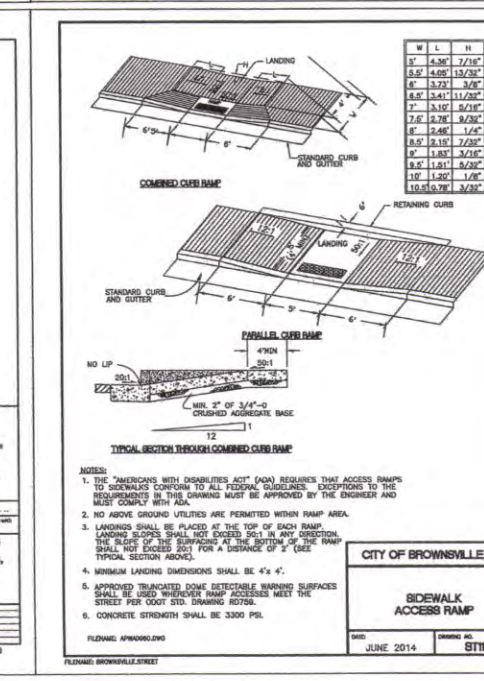 LANDING
W L H
5' 4.36' 7/16"
5.5' 4.05' 13/32"
6' 3.73' 3/8"
6.5' 3.41' 11/32"
7' 3.10' 5/16"
7.5' 2.78' 9/32"
8' 2.46' 1/4"
8.5' 2.15' 7/32"
9' 1.83' 3/16"
9.5' 1.51' 5/32"
10' 1.20' 1/8"
10.5' 0.78' 3/32"
L H L
4'
W
6' 5' 6'
STANDARD CURB
AND GUTTER
COMBINED CURB RAMP
6'
RETAINING CURB
12:1
LANDING
50:1
12:1
STANDARD CURB
AND GUTTER
6' 5' 6'
PARALLEL CURB RAMP
4'MIN
50:1
NO LIP
20:1
MIN. 2" OF 3/4"-0
CRUSHED AGGREGATE BASE
1
12
TYPICAL SECTION THROUGH COMBINED CURB RAMP
NOTES:
1. THE "AMERICANS WITH DISABILITIES ACT" (ADA) REQUIRES THAT ACCESS RAMPS
TO SIDEWALKS CONFORM TO ALL FEDERAL GUIDELINES. EXCEPTIONS TO THE
REQUIREMENTS IN THIS DRAWING MUST BE APPROVED BY THE ENGINEER AND
MUST COMPLY WITH ADA.
2. NO ABOVE GROUND UTILITIES ARE PERMITTED WITHIN RAMP AREA.
3. LANDINGS SHALL BE PLACED AT THE TOP OF EACH RAMP.
LANDING SLOPES SHALL NOT EXCEED 50:1 IN ANY DIRECTION.
THE SLOPE OF THE SURFACING AT THE BOTTOM OF THE RAMP
SHALL NOT EXCEED 20:1 FOR A DISTANCE OF 2' (SEE
TYPICAL SECTION ABOVE).
4. MINIMUM LANDING DIMENSIONS SHALL BE 4'x 4'.
5. APPROVED TRUNCATED DOME DETECTABLE WARNING SURFACES
SHALL BE USED WHEREVER RAMP ACCESSES MEET THE
STREET PER ODOT STD. DRAWING RD759.
6. CONCRETE STRENGTH SHALL BE 3300 PSI.
FILENAME: APWA0060.DWG
CITY OF BROWNSVILLE
SIDEWALK
ACCESS RAMP
DATE:
JUNE 2014
DRAWING NO.
FILENAME: BROWNSVILLE.STREET